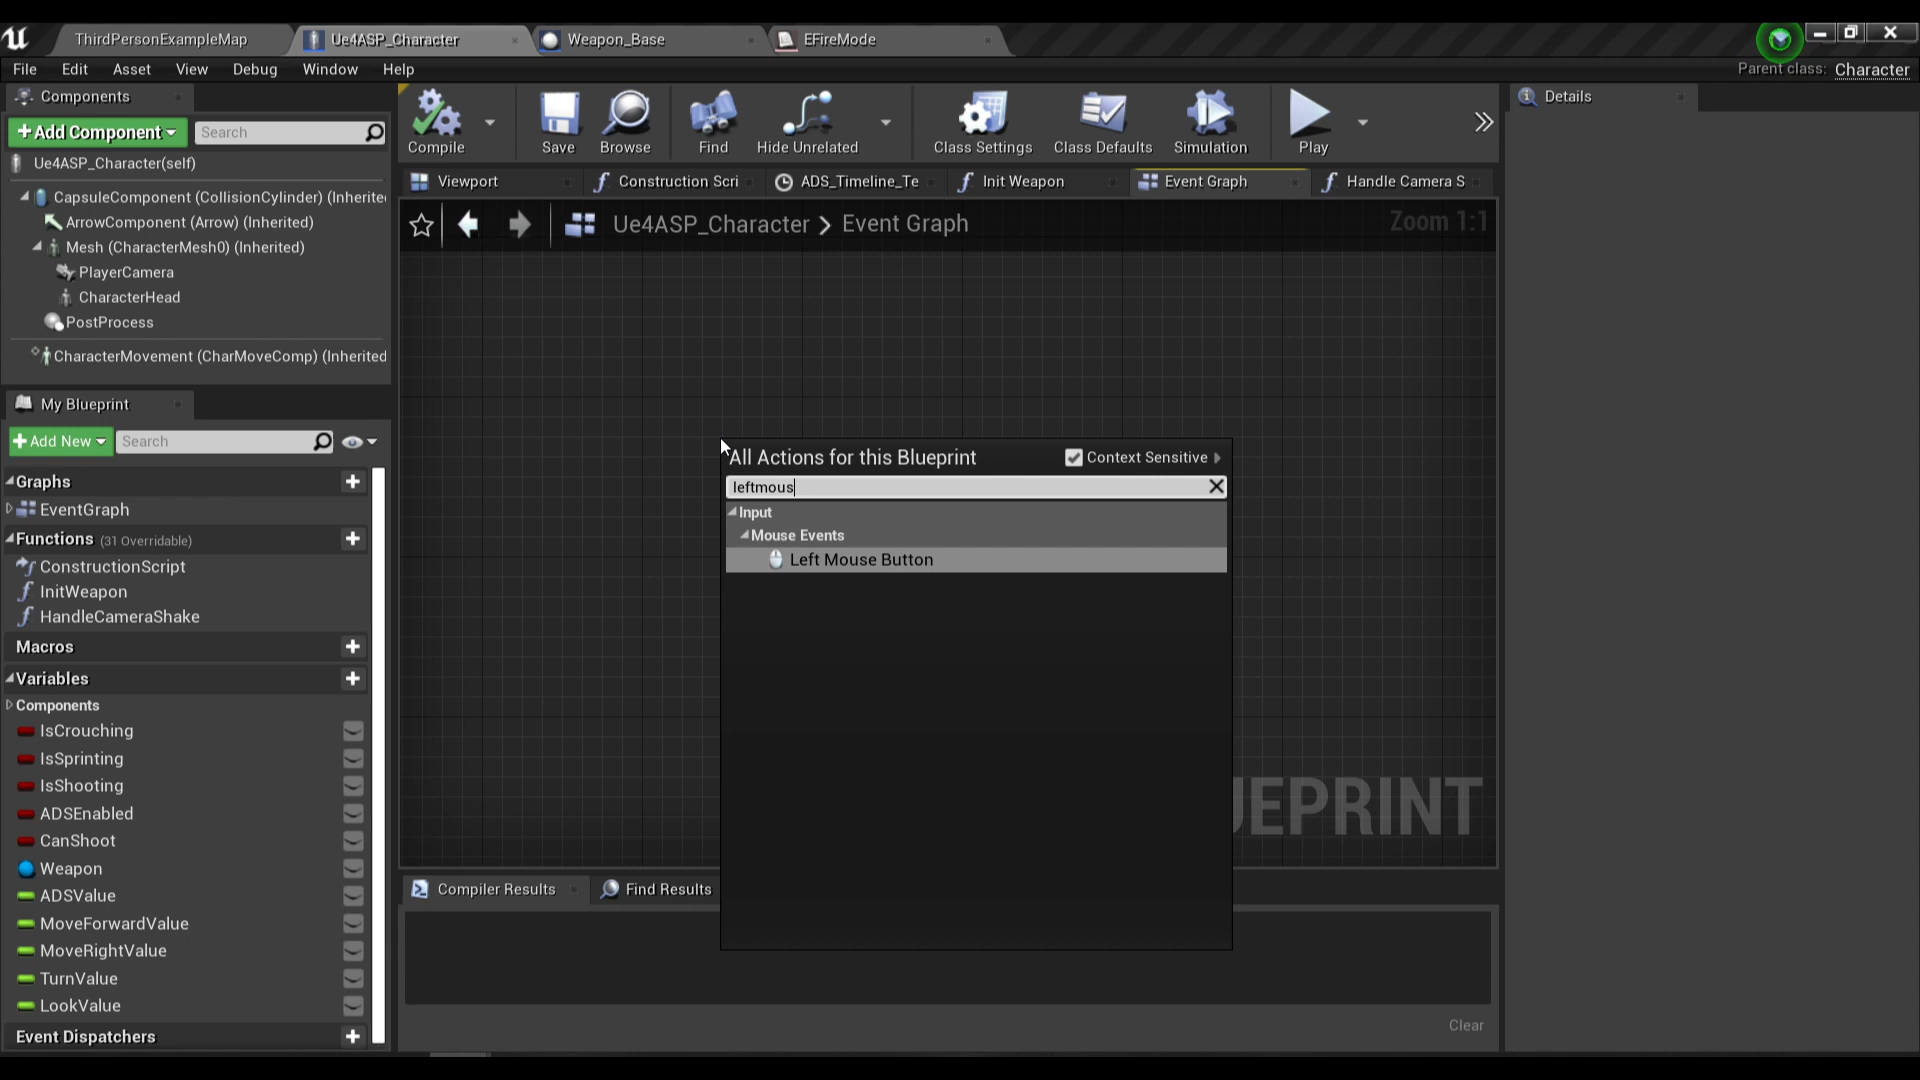 ThirdPersonExampleMap
Ue4ASP_Character
Weapon_Base
EFireMode
File Edit Asset View Debug Window Help
Parent class: Character
Components
Add Component
Search
Ue4ASP_Character(self)
CapsuleComponent (CollisionCylinder) (Inherite
ArrowComponent (Arrow) (Inherited)
Mesh (CharacterMesh0) (Inherited)
PlayerCamera
CharacterHead
PostProcess
CharacterMovement (CharMoveComp) (Inherited
My Blueprint
Add New
Search
Graphs
EventGraph
Functions (31 Overridable)
ConstructionScript
InitWeapon
HandleCameraShake
Macros
Variables
Components
IsCrouching
IsSprinting
IsShooting
ADSEnabled
CanShoot
Weapon
ADSValue
MoveForwardValue
MoveRightValue
TurnValue
LookValue
Event Dispatchers
Compile
Save
Browse
Find
Hide Unrelated
Class Settings
Class Defaults
Simulation
Play
Viewport
Construction Scri
ADS_Timeline_Te
Init Weapon
Event Graph
Handle Camera S
Ue4ASP_Character > Event Graph
Zoom 1:1
All Actions for this Blueprint
Context Sensitive
leftmous
Input
Mouse Events
Left Mouse Button
UEPRINT
Compiler Results
Find Results
Clear
Details